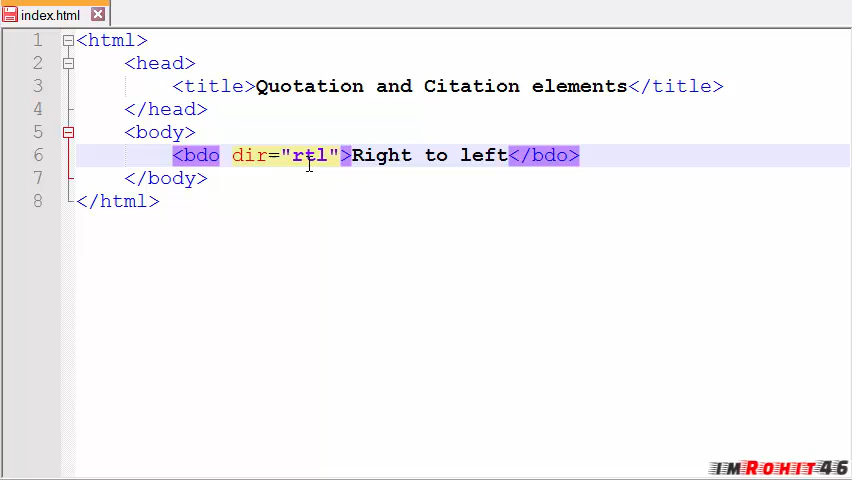 index.html
1 <html>
2 <head>
3 <title>Quotation and Citation elements</title>
4 </head>
5 <body>
6 <bdo dir="rtl">Right to left</bdo>
7 </body>
8 </html>
imRohit46